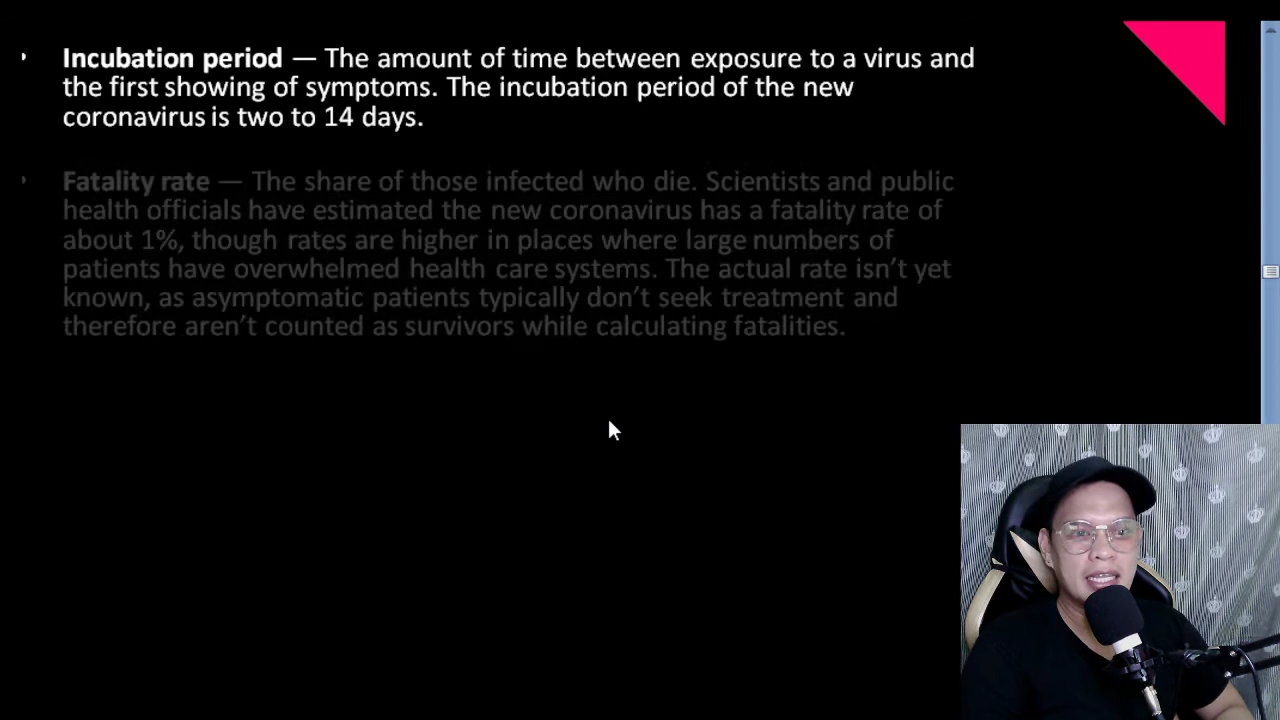 Incubation period — The amount of time between exposure to a virus and
the first showing of symptoms. The incubation period of the new
coronavirus is two to 14 days.
Fatality rate — The share of those infected who die. Scientists and public
health officials have estimated the new coronavirus has a fatality rate of
about 1%, though rates are higher in places where large numbers of
patients have overwhelmed health care systems. The actual rate isn’t yet
known, as asymptomatic patients typically don’t seek treatment and
therefore aren’t counted as survivors while calculating fatalities.